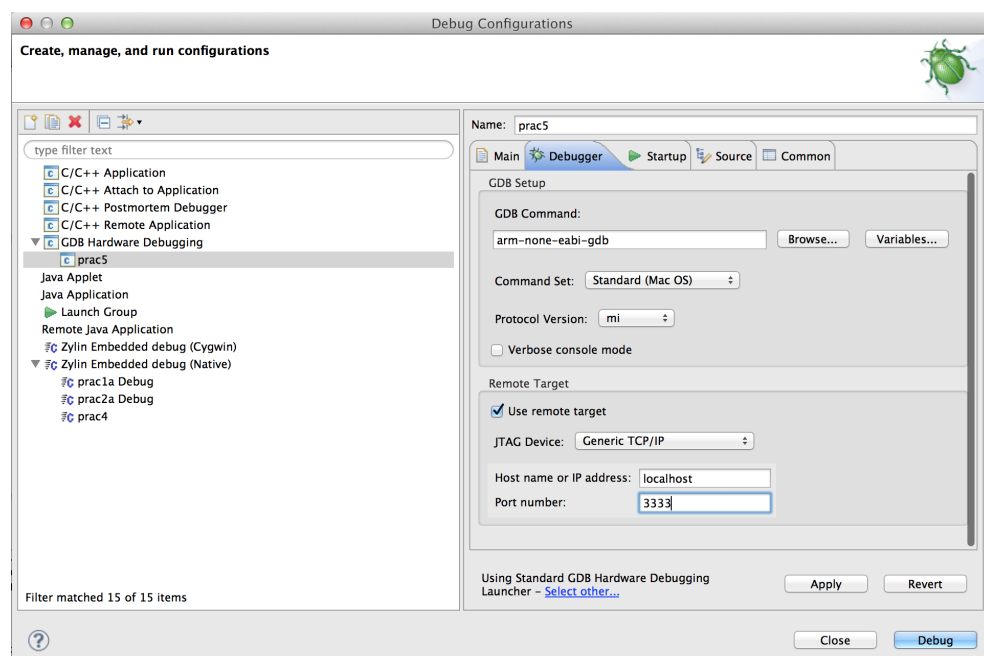 Debug Configurations
Create, manage, and run configurations
type filter text
C/C++ Application
C/C++ Attach to Application
C/C++ Postmortem Debugger
C/C++ Remote Application
GDB Hardware Debugging
prac5
Java Applet
Java Application
Launch Group
Remote Java Application
Zylin Embedded debug (Cygwin)
Zylin Embedded debug (Native)
prac1a Debug
prac2a Debug
prac4
Filter matched 15 of 15 items
Name: prac5
Main Debugger Startup Source Common
GDB Setup
GDB Command:
arm-none-eabi-gdb Browse... Variables...
Command Set: Standard (Mac OS)
Protocol Version: mi
Verbose console mode
Remote Target
Use remote target
JTAG Device: Generic TCP/IP
Host name or IP address: localhost
Port number: 3333
Using Standard GDB Hardware Debugging
Launcher – Select other...
Apply Revert
? Close Debug